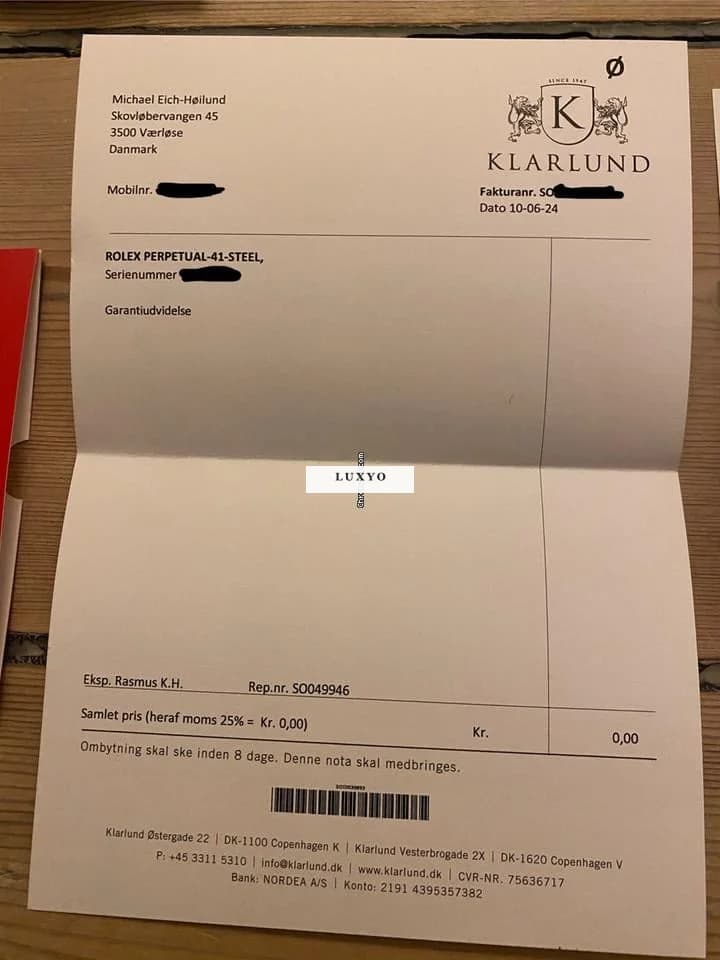 Ø
Michael Eich-Høilund
Skovløbervangen 45
3500 Værløse
Danmark
Mobilnr.
SINCE 1947
K
KLARLUND
Fakturanr. SO
Dato 10-06-24
ROLEX PERPETUAL-41-STEEL,
Serienummer
Garantiudvidelse
LUXYO
Eksp. Rasmus K.H. Rep.nr. SO049946
Samlet pris (heraf moms 25% = Kr. 0,00) Kr. 0,00
Ombytning skal ske inden 8 dage. Denne nota skal medbringes.
Klarlund Østergade 22 | DK-1100 Copenhagen K | Klarlund Vesterbrogade 2X | DK-1620 Copenhagen V
P: +45 3311 5310 | info@klarlund.dk | www.klarlund.dk | CVR-NR. 75636717
Bank: NORDEA A/S | Konto: 2191 4395357382